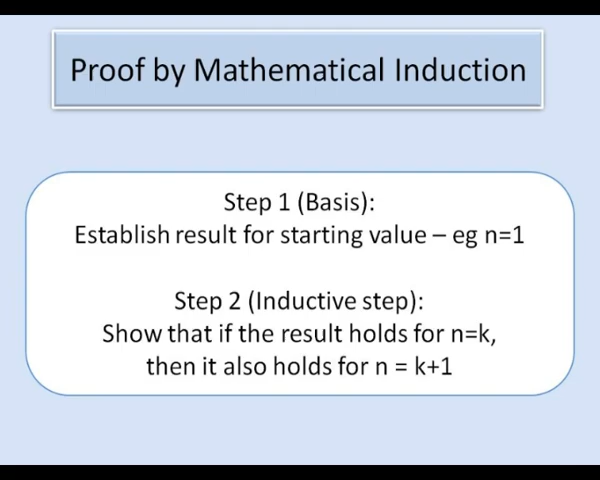 Proof by Mathematical Induction
Step 1 (Basis):
Establish result for starting value – eg n=1
Step 2 (Inductive step):
Show that if the result holds for n=k,
then it also holds for n = k+1